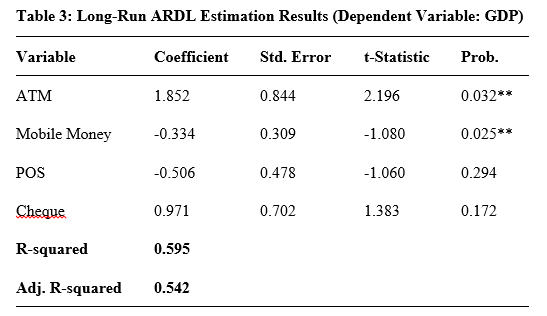 Table 3: Long-Run ARDL Estimation Results (Dependent Variable: GDP)
Variable Coefficient Std. Error t-Statistic Prob.
ATM 1.852 0.844 2.196 0.032**
Mobile Money -0.334 0.309 -1.080 0.025**
POS -0.506 0.478 -1.060 0.294
Cheque 0.971 0.702 1.383 0.172
R-squared 0.595
Adj. R-squared 0.542